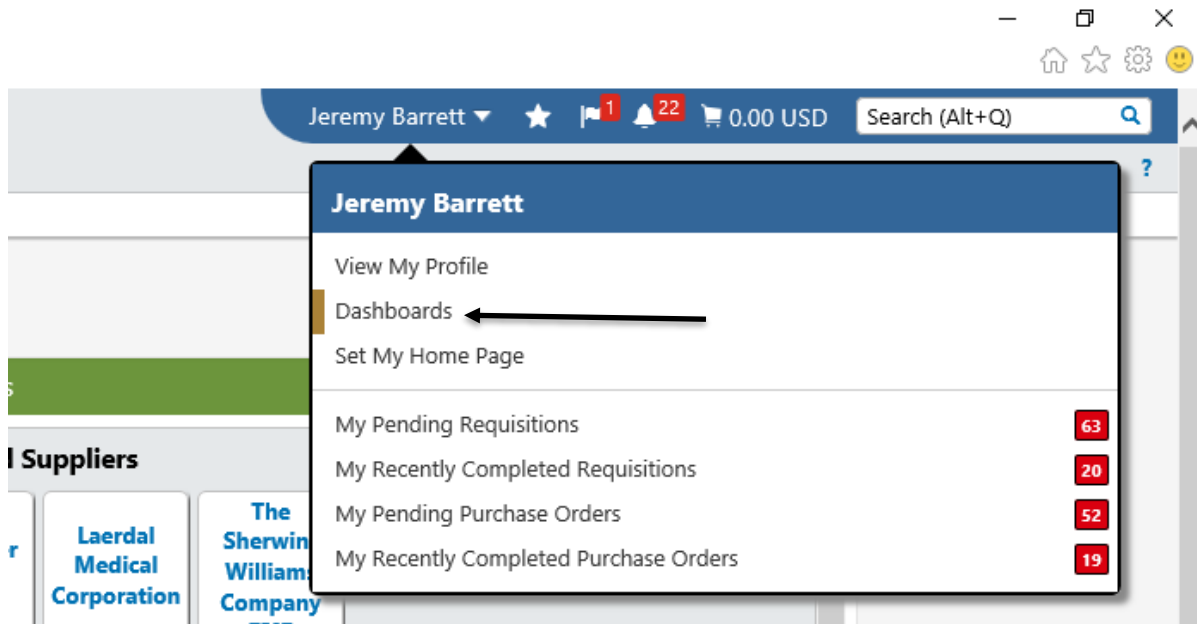 Jeremy Barrett 1 22 0.00 USD Search (Alt+Q)
?
Jeremy Barrett
View My Profile
Dashboards
Set My Home Page
My Pending Requisitions 63
My Recently Completed Requisitions 20
My Pending Purchase Orders 52
My Recently Completed Purchase Orders 19
Suppliers
Laerdal
Medical
Corporation
The
Sherwin
Williams
Company